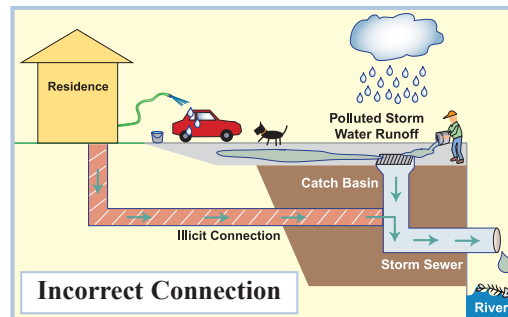 Residence
Polluted Storm
Water Runoff
Catch Basin
Illicit Connection
Storm Sewer
Incorrect Connection
River